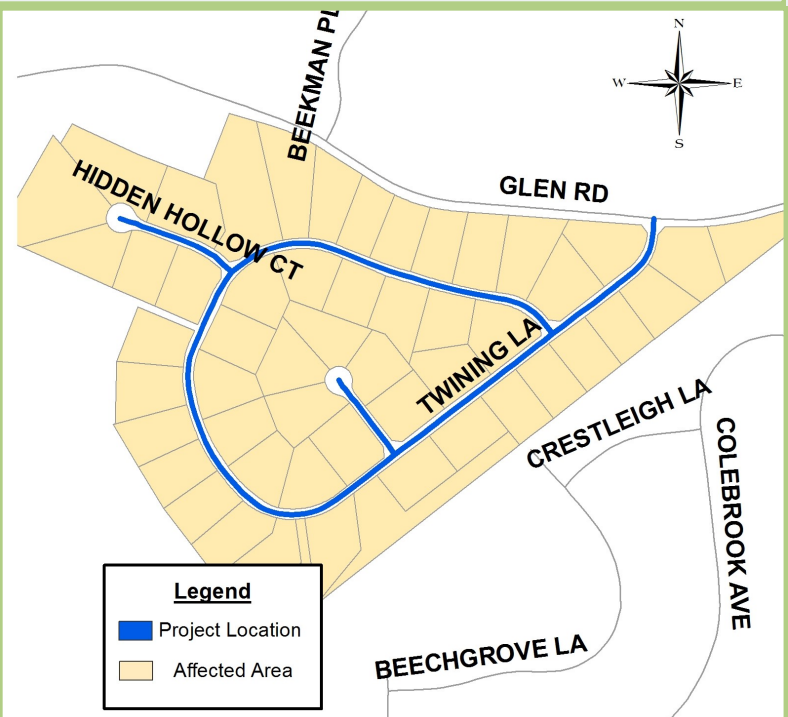 BEEKMAN PL
N
W
E
S
GLEN RD
HIDDEN HOLLOW CT
TWINING LA
CRESTLEIGH LA
COLEBROOK AVE
BEECHGROVE LA
Legend
Project Location
Affected Area